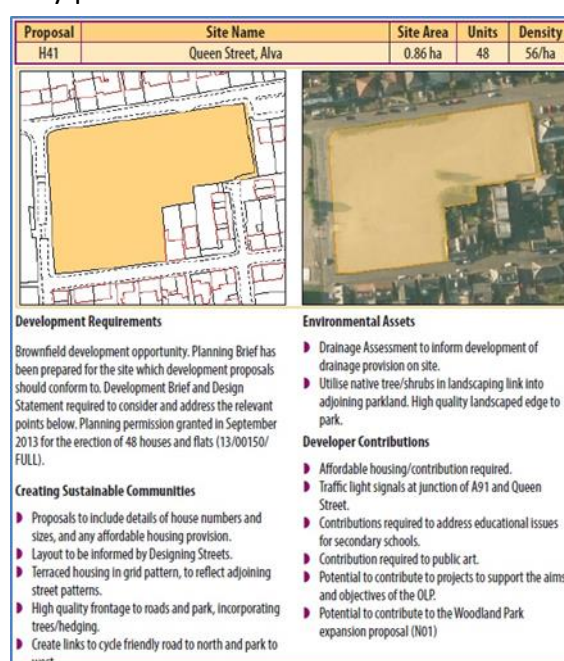 Proposal Site Name Site Area Units Density
H41 Queen Street, Alva 0.86 ha 48 56/ha
Development Requirements
Brownfield development opportunity. Planning Brief has
been prepared for the site which development proposals
should conform to. Development Brief and Design
Statement required to consider and address the relevant
points below. Planning permission granted in September
2013 for the erection of 48 houses and flats (13/00150/
FULL).
Creating Sustainable Communities
Proposals to include details of house numbers and
sizes, and any affordable housing provision.
Layout to be informed by Designing Streets.
Terraced housing in grid pattern, to reflect adjoining
street patterns.
High quality frontage to roads and park, incorporating
trees/hedging.
Create links to cycle friendly road to north and park to
west
Environmental Assets
Drainage Assessment to inform development of
drainage provision on site.
Utilise native tree/shrubs in landscaping link into
adjoining parkland. High quality landscaped edge to
park.
Developer Contributions
Affordable housing/contribution required.
Traffic light signals at junction of A91 and Queen
Street.
Contributions required to address educational issues
for secondary schools.
Contribution required to public art.
Potential to contribute to projects to support the aims
and objectives of the OLP.
Potential to contribute to the Woodland Park
expansion proposal (N01)